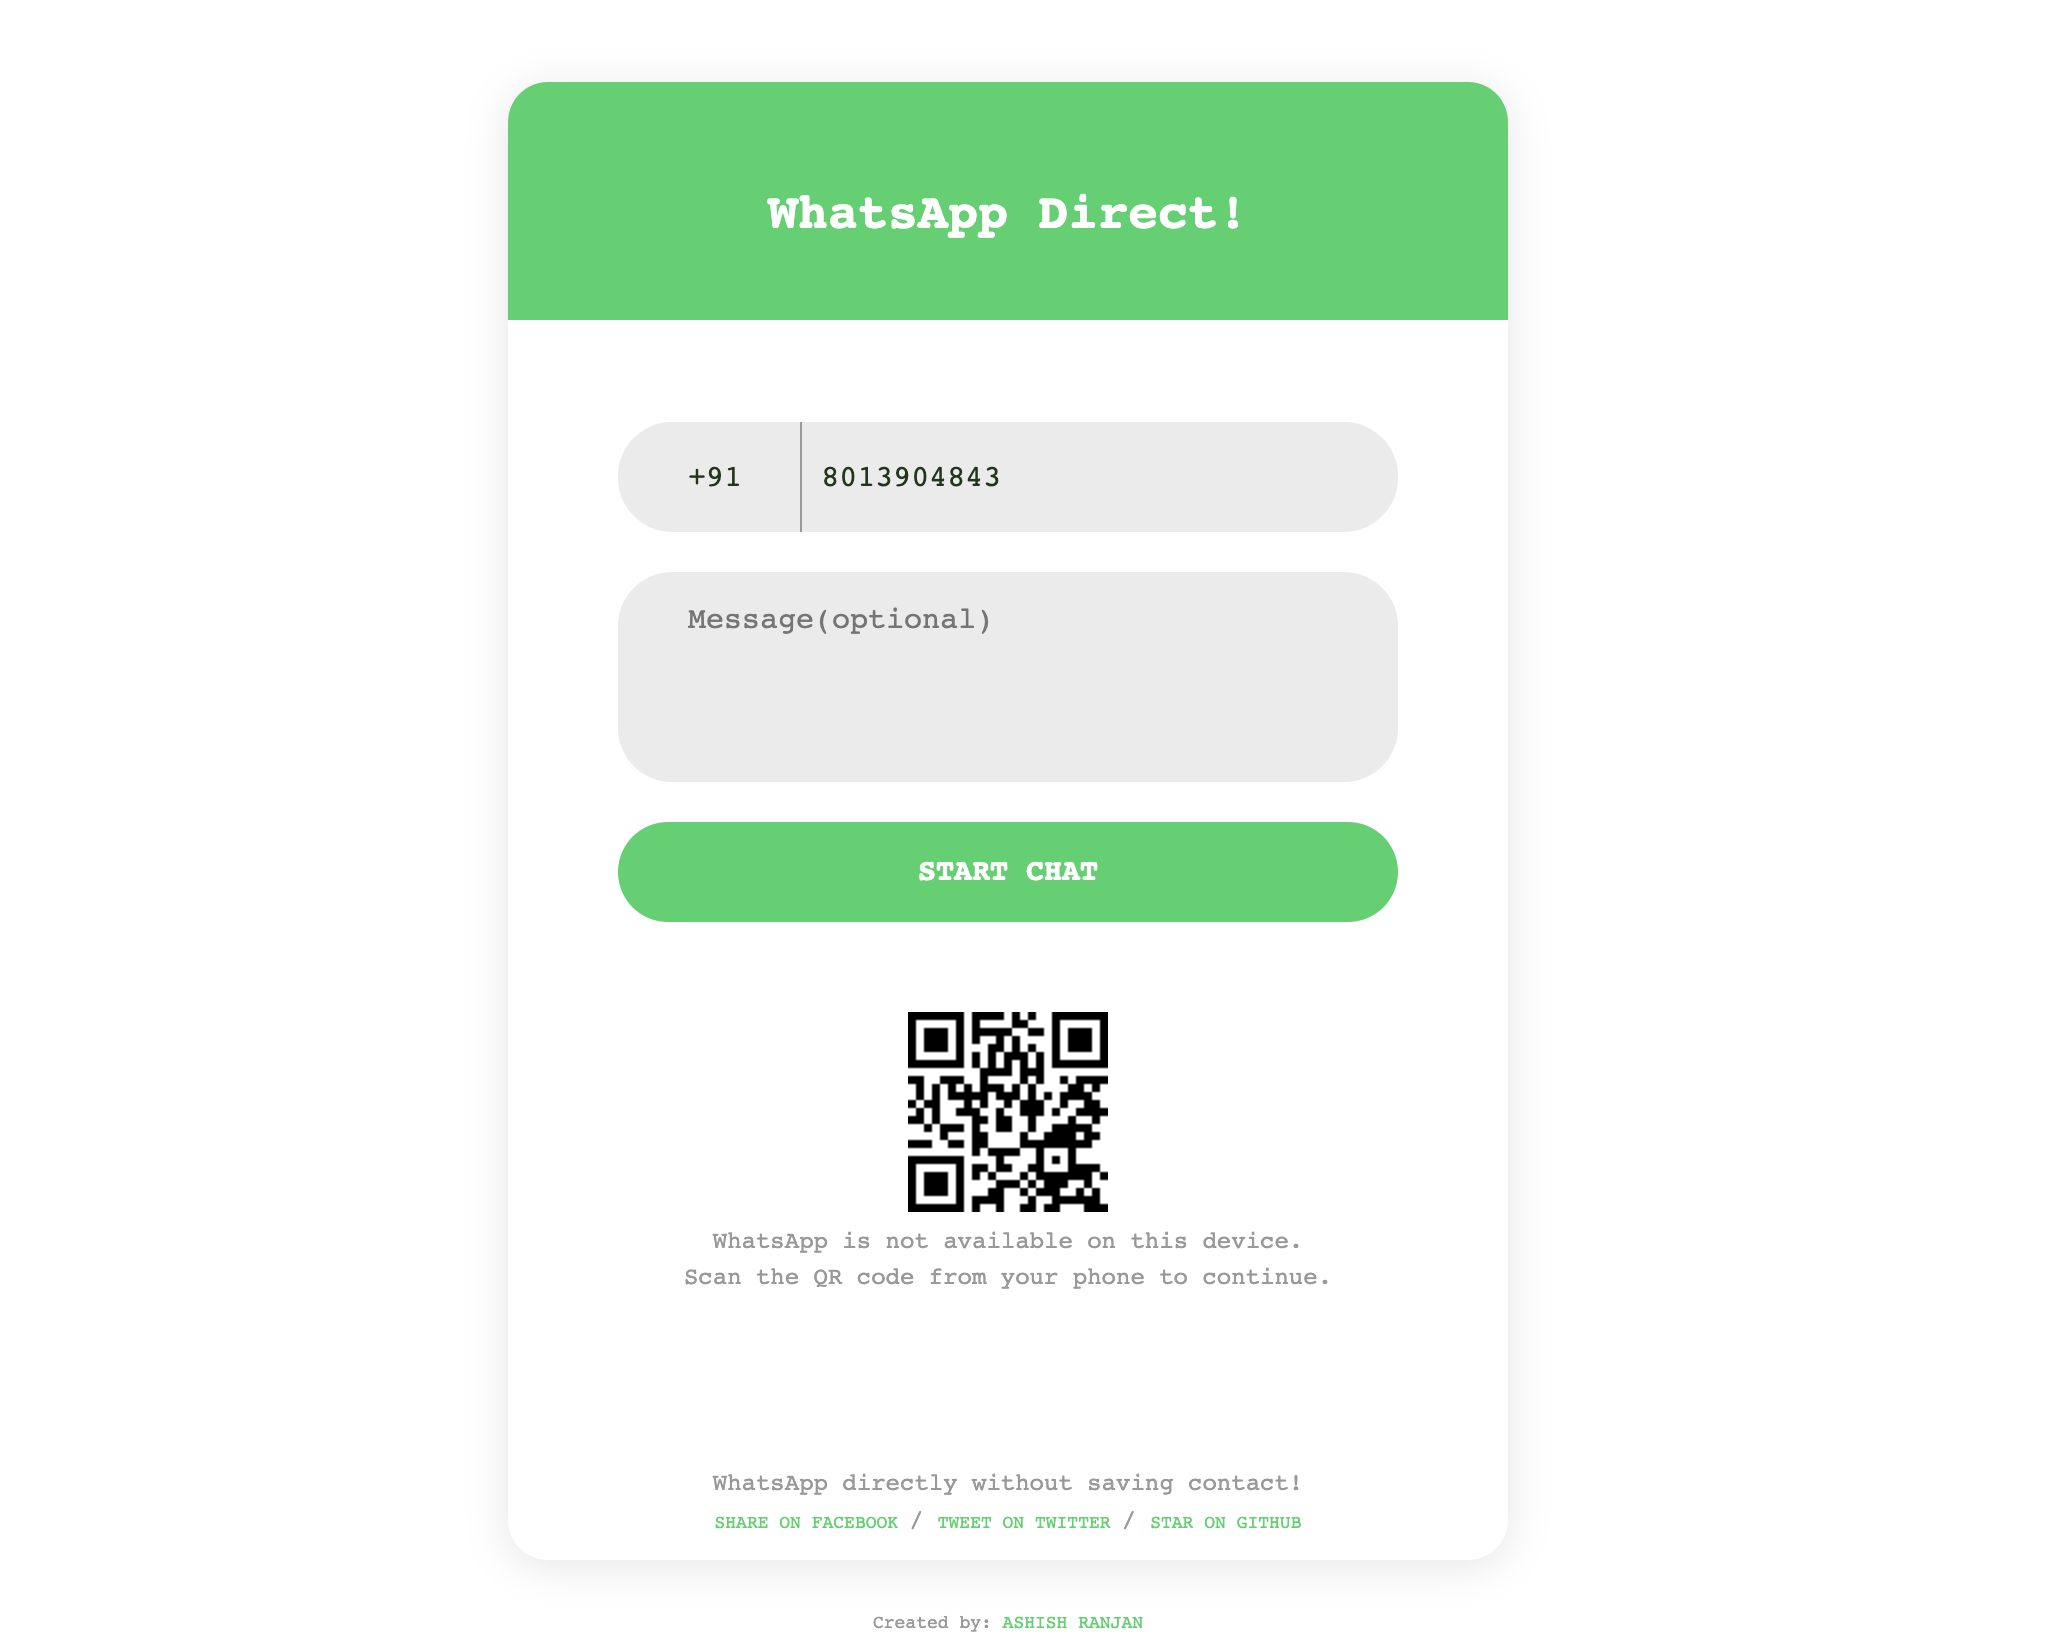 WhatsApp Direct!
+91 8013904843
Message(optional)
START CHAT
WhatsApp is not available on this device.
Scan the QR code from your phone to continue.
WhatsApp directly without saving contact!
SHARE ON FACEBOOK / TWEET ON TWITTER / STAR ON GITHUB
Created by: ASHISH RANJAN